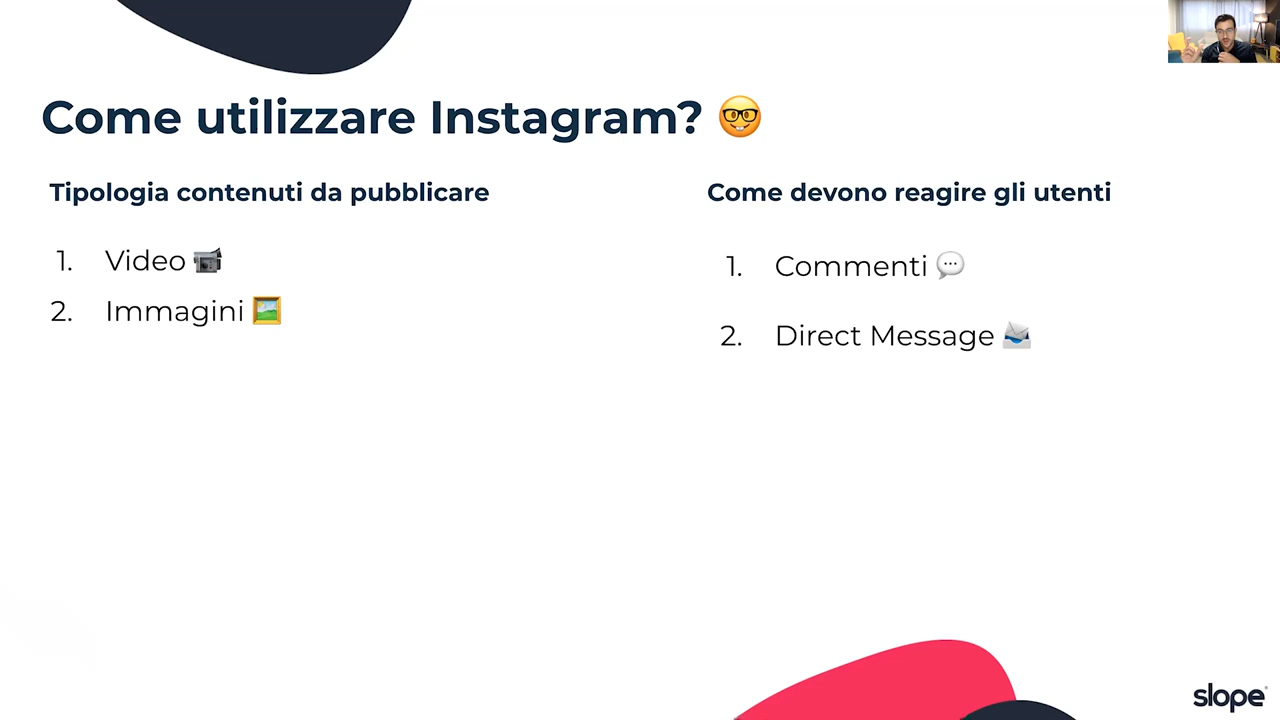 Come utilizzare Instagram? 🤓
Tipologia contenuti da pubblicare
1. Video 📹
2. Immagini 🖼️
Come devono reagire gli utenti
1. Commenti 💬
2. Direct Message 📨
slope